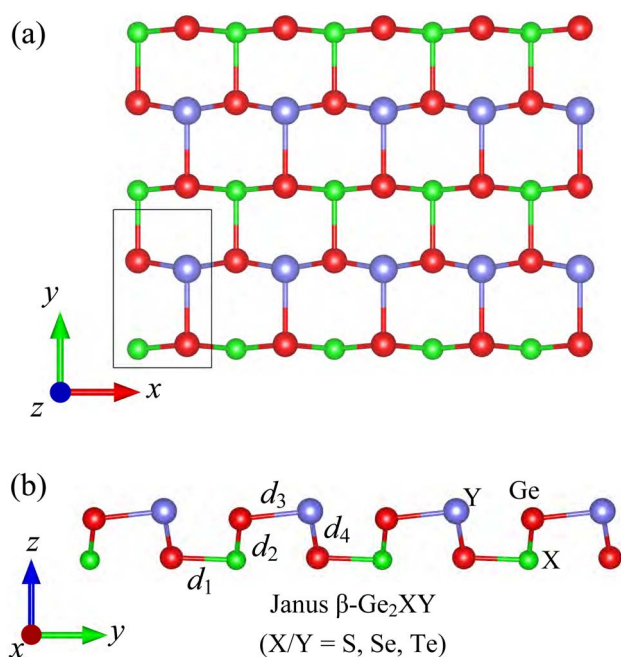 (a)
y
z
x
(b)
z
x
y
d₃
d₂
d₄
d₁
Y
Ge
X
Janus β-Ge₂XY
(X/Y = S, Se, Te)